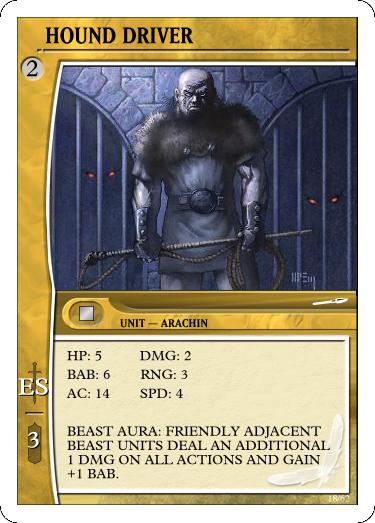 HOUND DRIVER
2
UNIT — ARACHIN
HP: 5 DMG: 2
BAB: 6 RNG: 3
AC: 14 SPD: 4
ES
3
BEAST AURA: FRIENDLY ADJACENT
BEAST UNITS DEAL AN ADDITIONAL
1 DMG ON ALL ACTIONS AND GAIN
+1 BAB.
18/62